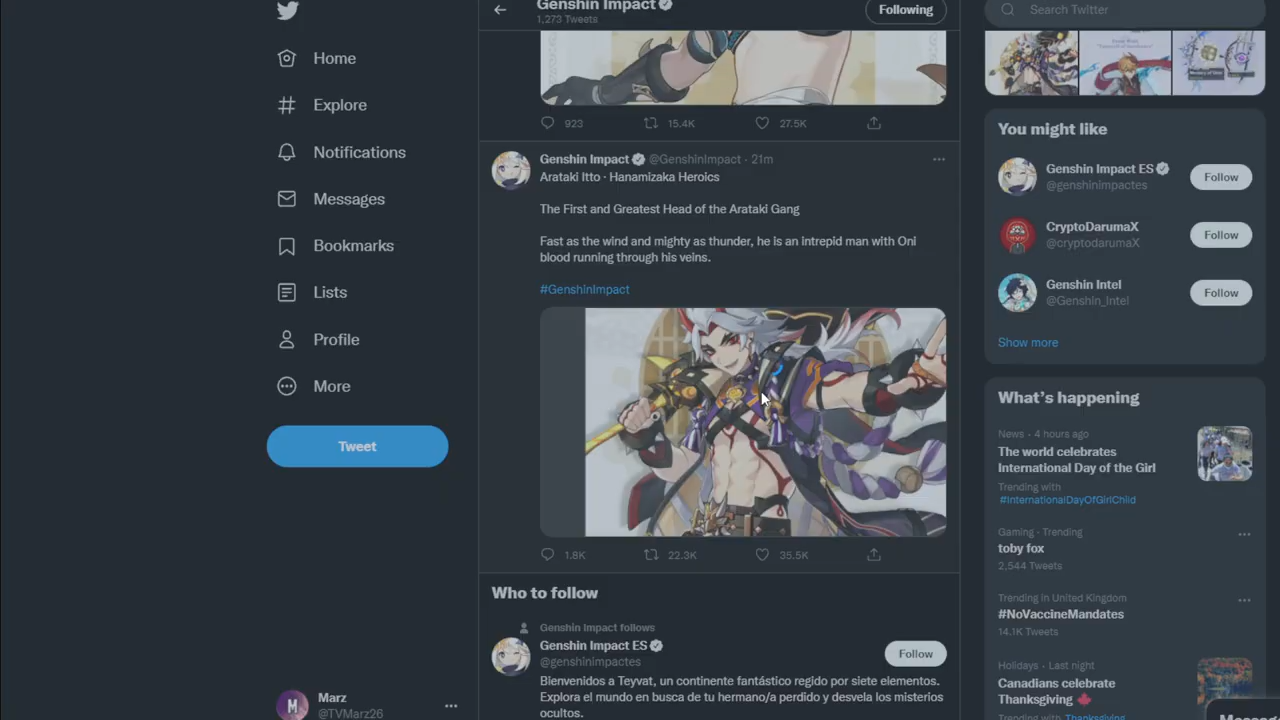 Home
Explore
Notifications
Messages
Bookmarks
Lists
Profile
More
Tweet
Marz
@TVMarz26
Genshin Impact
1,273 Tweets
Following
923
15.4K
27.5K
Genshin Impact @GenshinImpact · 21m
Arataki Itto · Hanamizaka Heroics
The First and Greatest Head of the Arataki Gang
Fast as the wind and mighty as thunder, he is an intrepid man with Oni
blood running through his veins.
#GenshinImpact
1.8K
22.3K
35.5K
Who to follow
Genshin Impact follows
Genshin Impact ES
@genshinimpactes
Follow
Bienvenidos a Teyvat, un continente fantástico regido por siete elementos.
Explora el mundo en busca de tu hermano/a perdido y desvela los misterios
ocultos.
Search Twitter
You might like
Genshin Impact ES
@genshinimpactes
Follow
CryptoDarumaX
@cryptodarumaX
Follow
Genshin Intel
@Genshin_Intel
Follow
Show more
What's happening
News · 4 hours ago
The world celebrates
International Day of the Girl
Trending with
#InternationalDayOfGirlChild
Gaming · Trending
toby fox
2,544 Tweets
Trending in United Kingdom
#NoVaccineMandates
14.1K Tweets
Holidays · Last night
Canadians celebrate
Thanksgiving
Trending with Thanksgiving